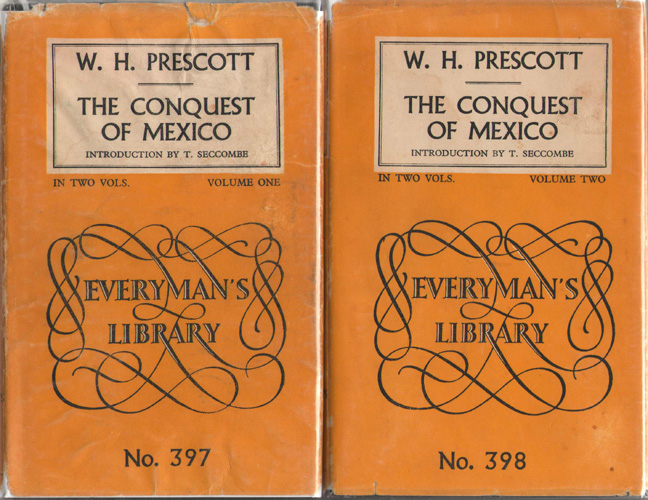 W. H. PRESCOTT
THE CONQUEST
OF MEXICO
INTRODUCTION BY T. SECCOMBE
IN TWO VOLS. VOLUME ONE
EVERYMAN'S
LIBRARY
No. 397
W. H. PRESCOTT
THE CONQUEST
OF MEXICO
INTRODUCTION BY T. SECCOMBE
IN TWO VOLS. VOLUME TWO
EVERYMAN'S
LIBRARY
No. 398